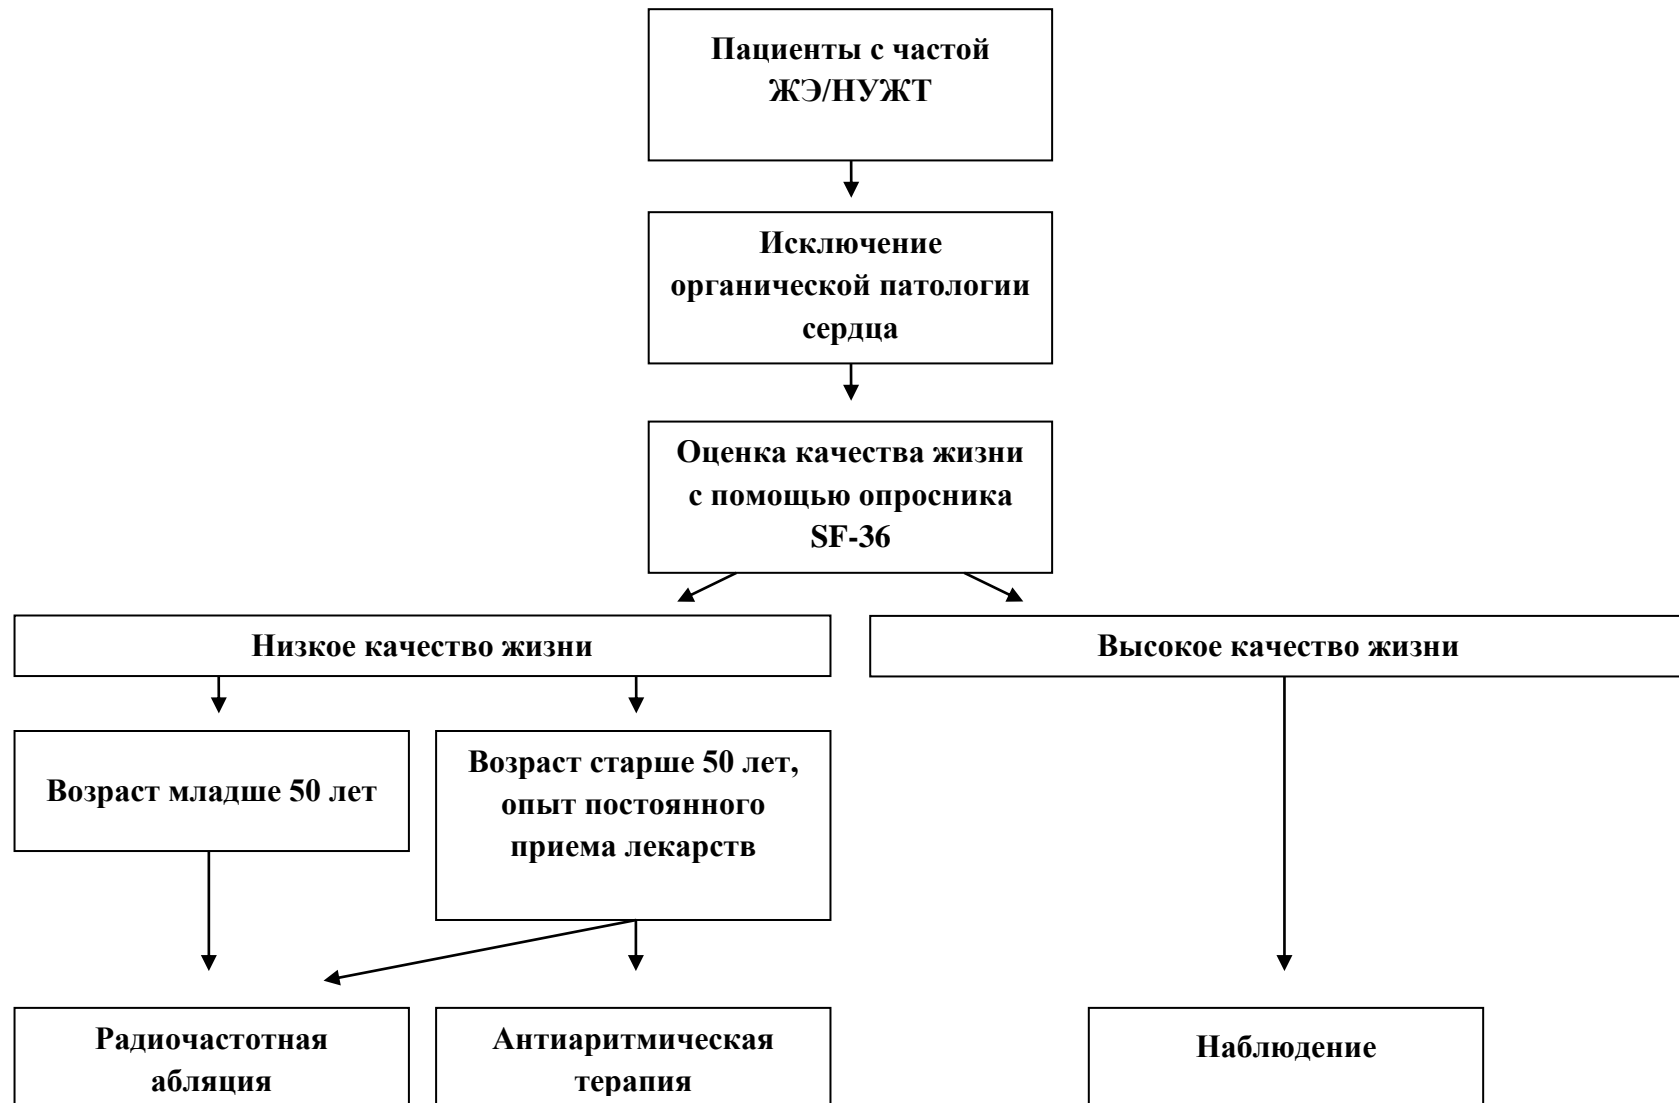 Пациенты с частой
ЖЭ/НУЖТ
Исключение
органической патологии
сердца
Оценка качества жизни
с помощью опросника
SF-36
Низкое качество жизни
Высокое качество жизни
Возраст младше 50 лет
Возраст старше 50 лет,
опыт постоянного
приема лекарств
Радиочастотная
абляция
Антиаритмическая
терапия
Наблюдение